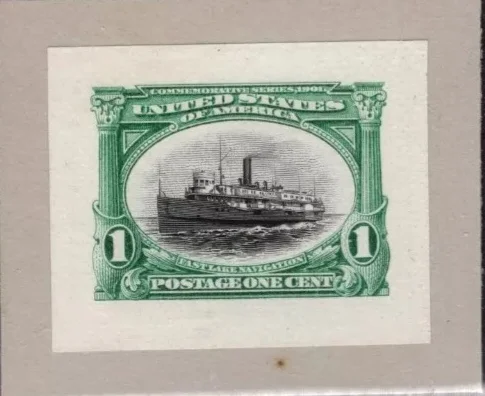 COMMEMORATIVE SERIES, 1901.
UNITED STATES
OF AMERICA
1
1
FAST LAKE NAVIGATION
POSTAGE ONE CENT